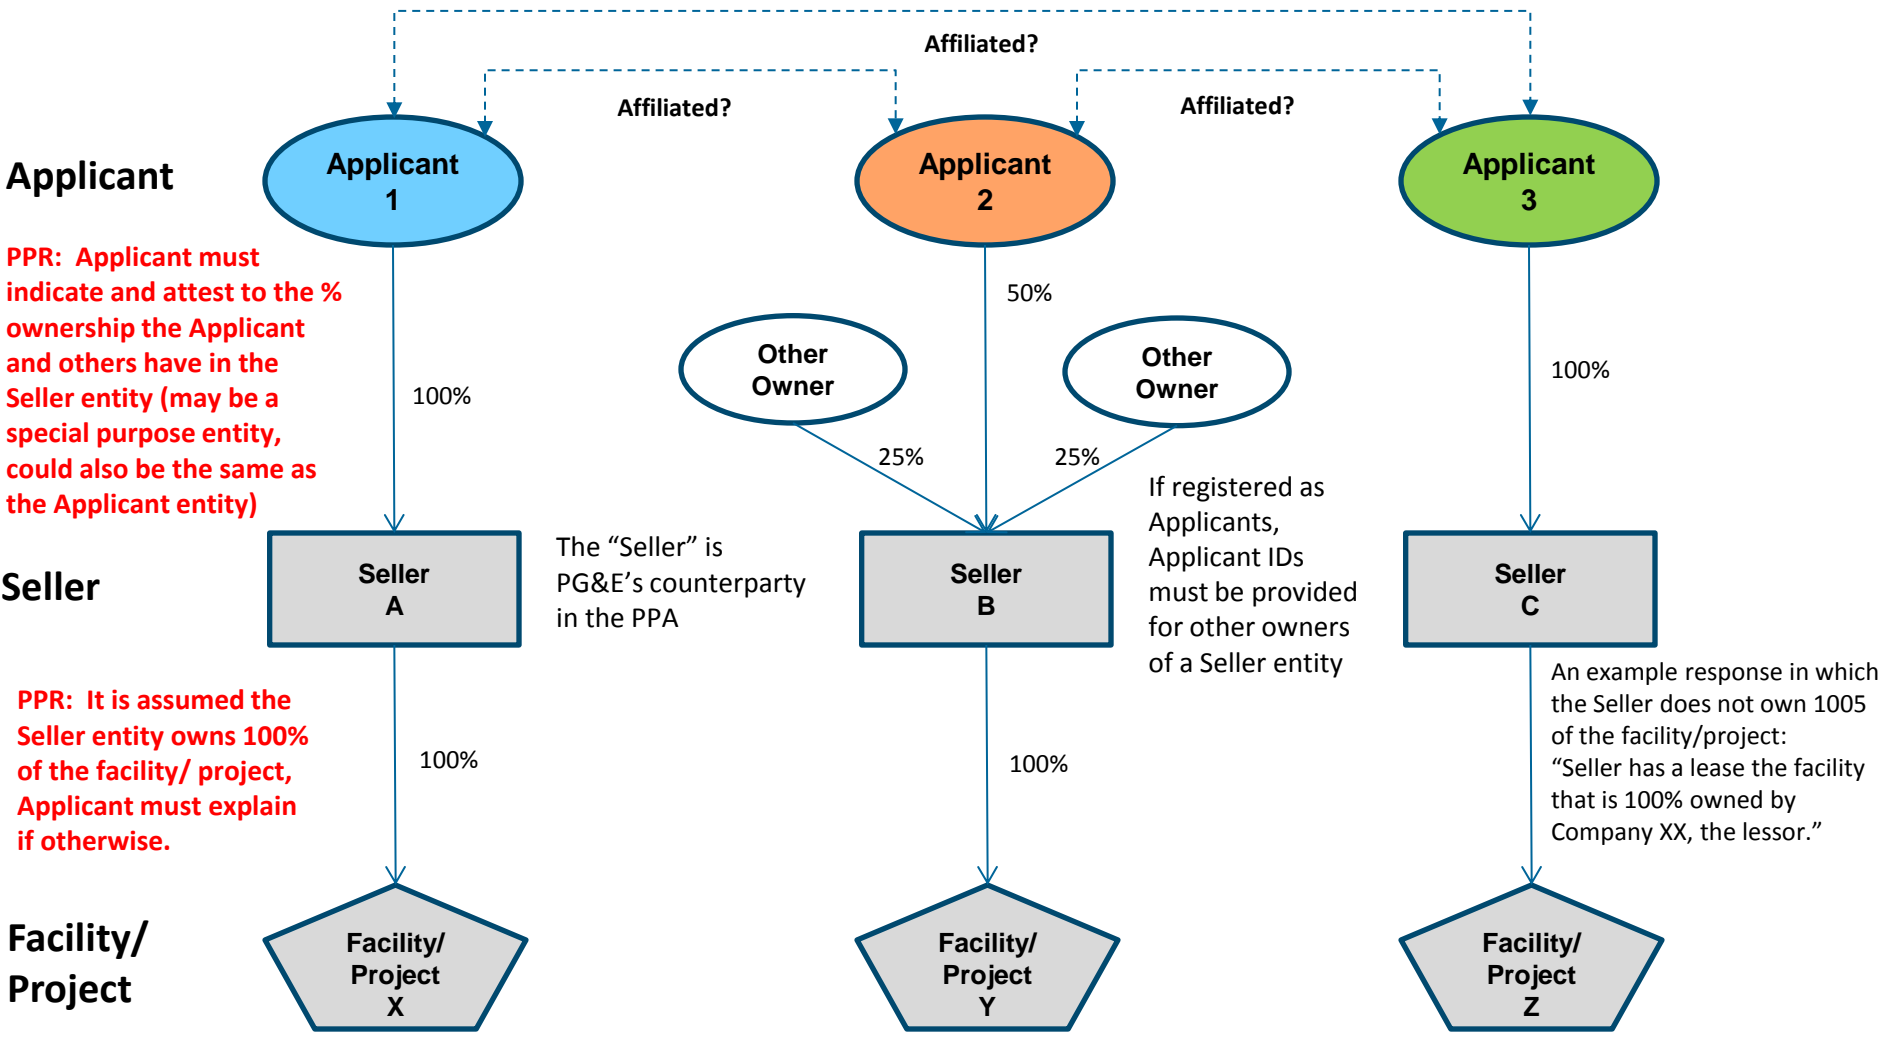 Affiliated?
Affiliated?
Affiliated?
Applicant
Applicant
1
Applicant
2
Applicant
3
PPR:  Applicant must
indicate and attest to the %
ownership the Applicant
and others have in the
Seller entity (may be a
special purpose entity,
could also be the same as
the Applicant entity)
100%
50%
Other
Owner
Other
Owner
25%
25%
100%
Seller
Seller
A
The “Seller” is
PG&E’s counterparty
in the PPA
Seller
B
If registered as
Applicants,
Applicant IDs
must be provided
for other owners
of a Seller entity
Seller
C
PPR:  It is assumed the
Seller entity owns 100%
of the facility/ project,
Applicant must explain
if otherwise.
100%
100%
An example response in which
the Seller does not own 1005
of the facility/project:
“Seller has a lease the facility
that is 100% owned by
Company XX, the lessor.”
Facility/
Project
Facility/
Project
X
Facility/
Project
Y
Facility/
Project
Z